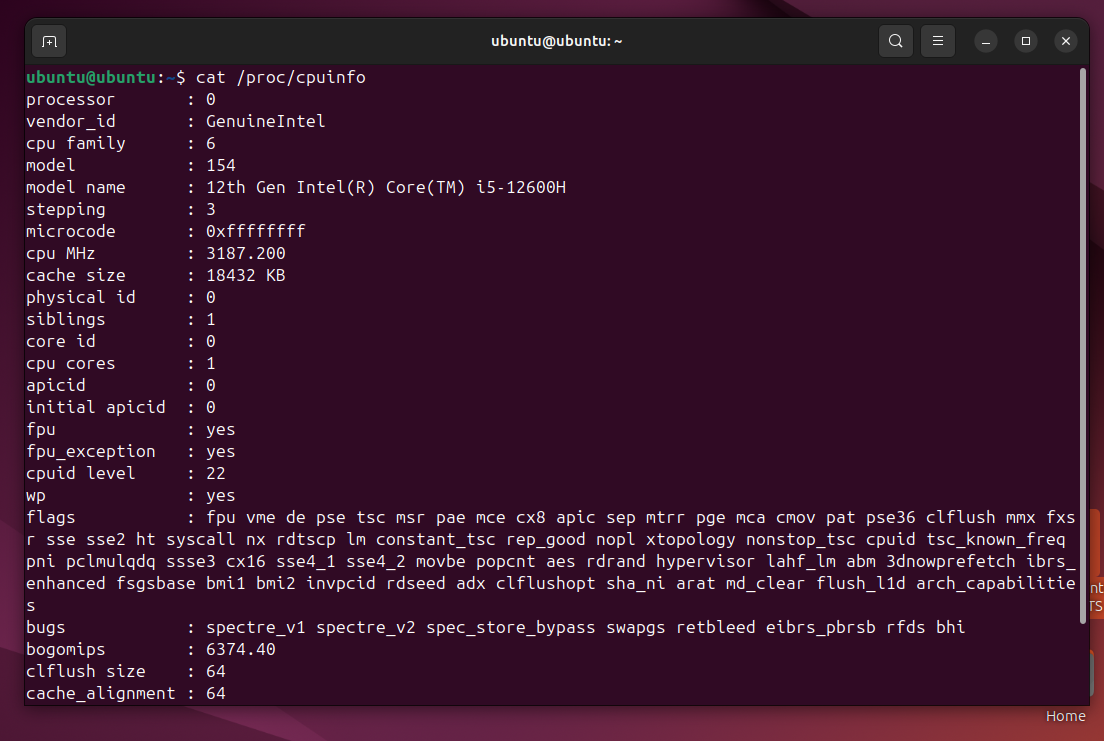 ubuntu@ubuntu: ~
ubuntu@ubuntu:~$ cat /proc/cpuinfo
processor : 0
vendor_id : GenuineIntel
cpu family : 6
model : 154
model name : 12th Gen Intel(R) Core(TM) i5-12600H
stepping : 3
microcode : 0xffffffff
cpu MHz : 3187.200
cache size : 18432 KB
physical id : 0
siblings : 1
core id : 0
cpu cores : 1
apicid : 0
initial apicid : 0
fpu : yes
fpu_exception : yes
cpuid level : 22
wp : yes
flags : fpu vme de pse tsc msr pae mce cx8 apic sep mtrr pge mca cmov pat pse36 clflush mmx fxs
r sse sse2 ht syscall nx rdtscp lm constant_tsc rep_good nopl xtopology nonstop_tsc cpuid tsc_known_freq
pni pclmulqdq ssse3 cx16 sse4_1 sse4_2 movbe popcnt aes rdrand hypervisor lahf_lm abm 3dnowprefetch ibrs_
enhanced fsgsbase bmi1 bmi2 invpcid rdseed adx clflushopt sha_ni arat md_clear flush_l1d arch_capabilitie
s
bugs : spectre_v1 spectre_v2 spec_store_bypass swapgs retbleed eibrs_pbrsb rfds bhi
bogomips : 6374.40
clflush size : 64
cache_alignment : 64
Home